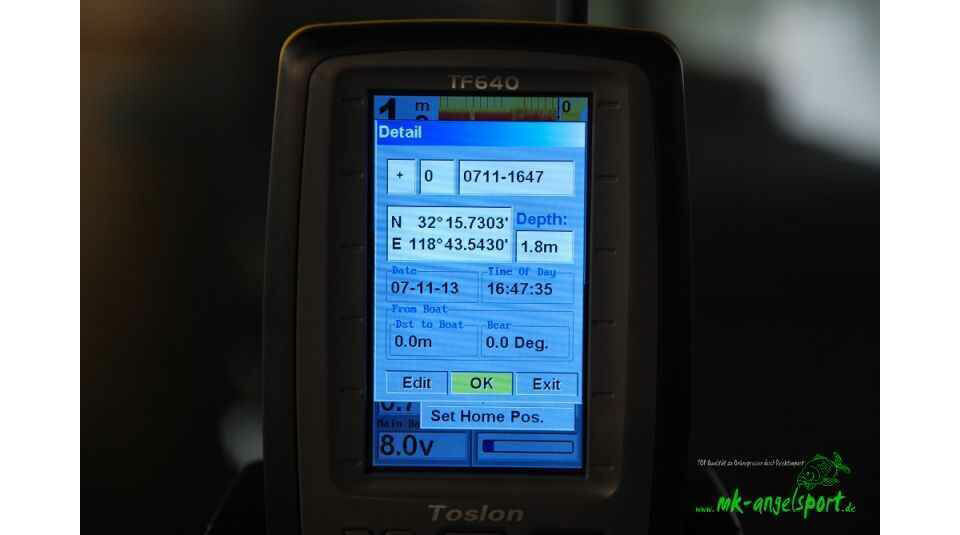 TF640
1 m
0
Detail
+ 0 0711-1647
N 32°15.7303' Depth:
E 118°43.5430' 1.8m
Date Time Of Day
07-11-13 16:47:35
From Boat
Dst to Boat Bear
0.0m 0.0 Deg.
Edit OK Exit
Set Home Pos.
8.0v
Toslon
www.mk-angelsport.de